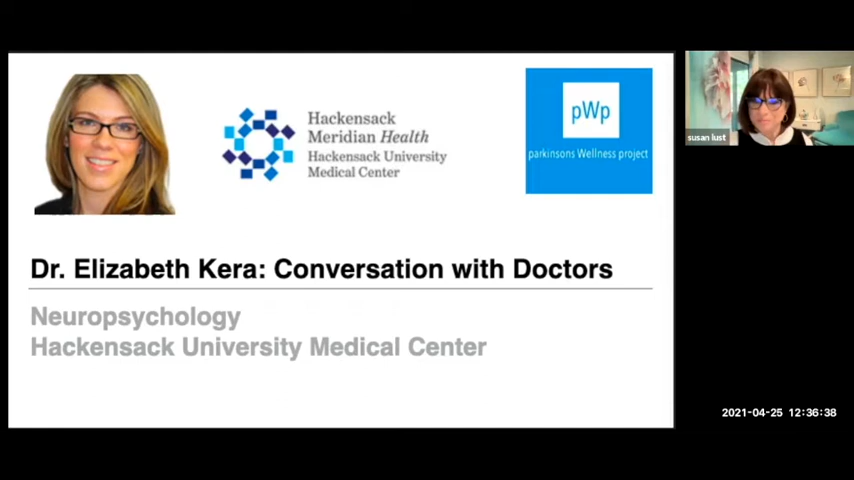 Hackensack
Meridian Health
Hackensack University
Medical Center
pWp
parkinsons Wellness project
susan lust
Dr. Elizabeth Kera: Conversation with Doctors
Neuropsychology
Hackensack University Medical Center
2021-04-25 12:36:38